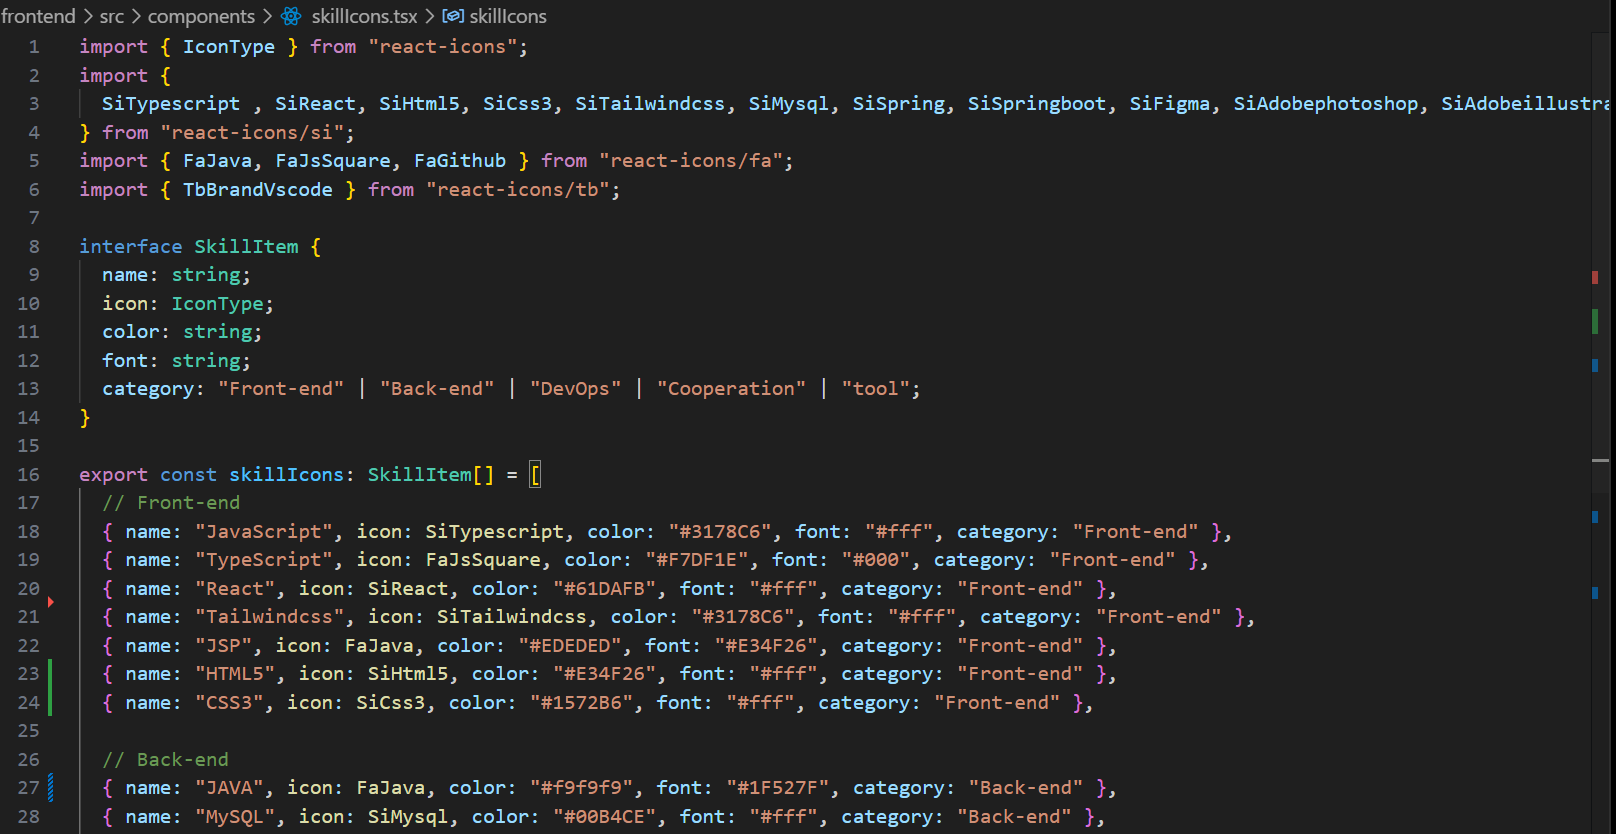 frontend > src > components > skillIcons.tsx > skillIcons
1 import { IconType } from "react-icons";
2 import {
3 SiTypescript , SiReact, SiHtml5, SiCss3, SiTailwindcss, SiMysql, SiSpring, SiSpringboot, SiFigma, SiAdobephotoshop, SiAdobeillustra
4 } from "react-icons/si";
5 import { FaJava, FaJsSquare, FaGithub } from "react-icons/fa";
6 import { TbBrandVscode } from "react-icons/tb";
7
8 interface SkillItem {
9 name: string;
10 icon: IconType;
11 color: string;
12 font: string;
13 category: "Front-end" | "Back-end" | "DevOps" | "Cooperation" | "tool";
14 }
15
16 export const skillIcons: SkillItem[] = [
17 // Front-end
18 { name: "JavaScript", icon: SiTypescript, color: "#3178C6", font: "#fff", category: "Front-end" },
19 { name: "TypeScript", icon: FaJsSquare, color: "#F7DF1E", font: "#000", category: "Front-end" },
20 { name: "React", icon: SiReact, color: "#61DAFB", font: "#fff", category: "Front-end" },
21 { name: "Tailwindcss", icon: SiTailwindcss, color: "#3178C6", font: "#fff", category: "Front-end" },
22 { name: "JSP", icon: FaJava, color: "#EDEDED", font: "#E34F26", category: "Front-end" },
23 { name: "HTML5", icon: SiHtml5, color: "#E34F26", font: "#fff", category: "Front-end" },
24 { name: "CSS3", icon: SiCss3, color: "#1572B6", font: "#fff", category: "Front-end" },
25
26 // Back-end
27 { name: "JAVA", icon: FaJava, color: "#f9f9f9", font: "#1F527F", category: "Back-end" },
28 { name: "MySQL", icon: SiMysql, color: "#00B4CE", font: "#fff", category: "Back-end" },